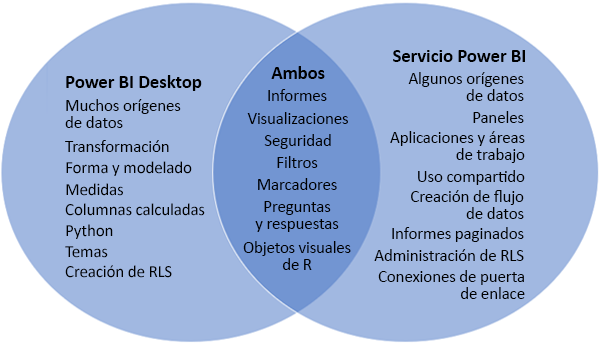 Power BI Desktop
Muchos orígenes
de datos
Transformación
Forma y modelado
Medidas
Columnas calculadas
Python
Temas
Creación de RLS
Ambos
Informes
Visualizaciones
Seguridad
Filtros
Marcadores
Preguntas
y respuestas
Objetos visuales
de R
Servicio Power BI
Algunos orígenes
de datos
Paneles
Aplicaciones y áreas
de trabajo
Uso compartido
Creación de flujo
de datos
Informes paginados
Administración de RLS
Conexiones de puerta
de enlace